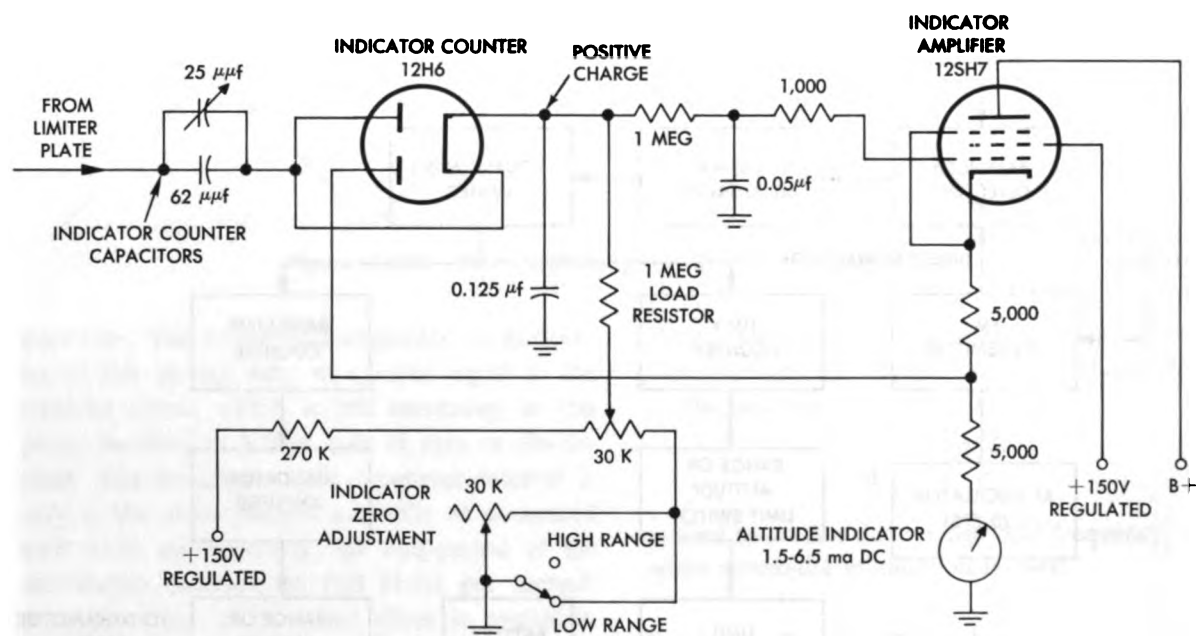 INDICATOR COUNTER
12H6
POSITIVE
CHARGE
INDICATOR
AMPLIFIER
12SH7
25 μμf
FROM
LIMITER
PLATE
62 μμf
INDICATOR COUNTER
CAPACITORS
1 MEG
1,000
0.05μf
0.125 μf
1 MEG
LOAD
RESISTOR
5,000
5,000
270 K
30 K
30 K
INDICATOR
ZERO
ADJUSTMENT
+150V
REGULATED
HIGH RANGE
LOW RANGE
ALTITUDE INDICATOR
1.5-6.5 ma DC
+150V
REGULATED
B+